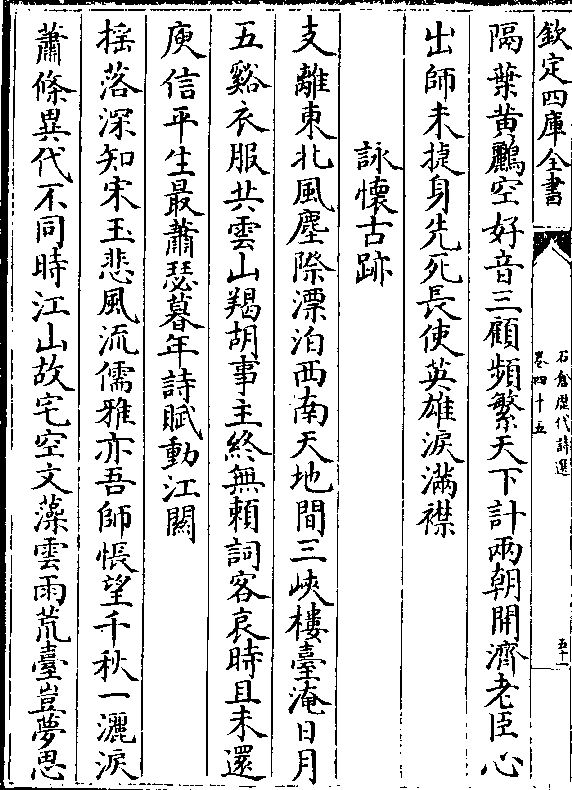 欽定四庫全書
石倉歷代詩選
卷四十五
五十一
隔葉黃鸝空好音三顧頻繁天下計兩朝開濟老臣心
出師未捷身先死長使英雄淚滿襟
詠懷古跡
支離東北風塵際漂泊西南天地間三峽樓臺淹日月
五谿衣服共雲山羯胡事主終無賴詞客哀時且未還
庾信平生最蕭瑟暮年詩賦動江關
揺落深知宋玉悲風流儒雅亦吾師悵望千秋一灑淚
蕭條異代不同時江山故宅空文藻雲雨荒臺豈夢思